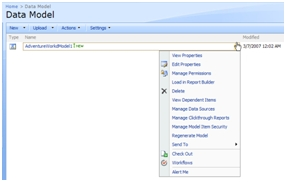 Home > Data Model
Data Model
New Upload Actions Settings
Type Name Modified
AdventureWorksModel1 NEW 3/7/2007 12:02 AM
View Properties
Edit Properties
Manage Permissions
Load in Report Builder
Delete
View Dependent Items
Manage Data Sources
Manage Clickthrough Reports
Manage Model Item Security
Regenerate Model
Send To
Check Out
Workflows
Alert Me